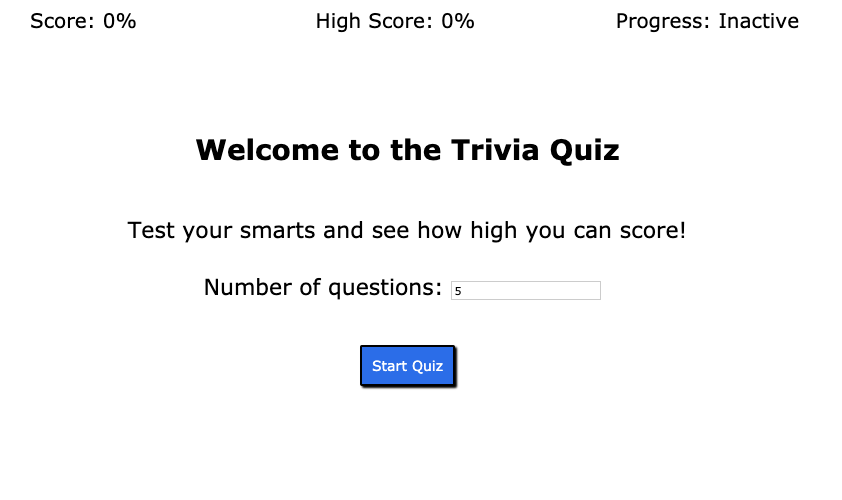 Score: 0% High Score: 0% Progress: Inactive
Welcome to the Trivia Quiz
Test your smarts and see how high you can score!
Number of questions: 5
Start Quiz